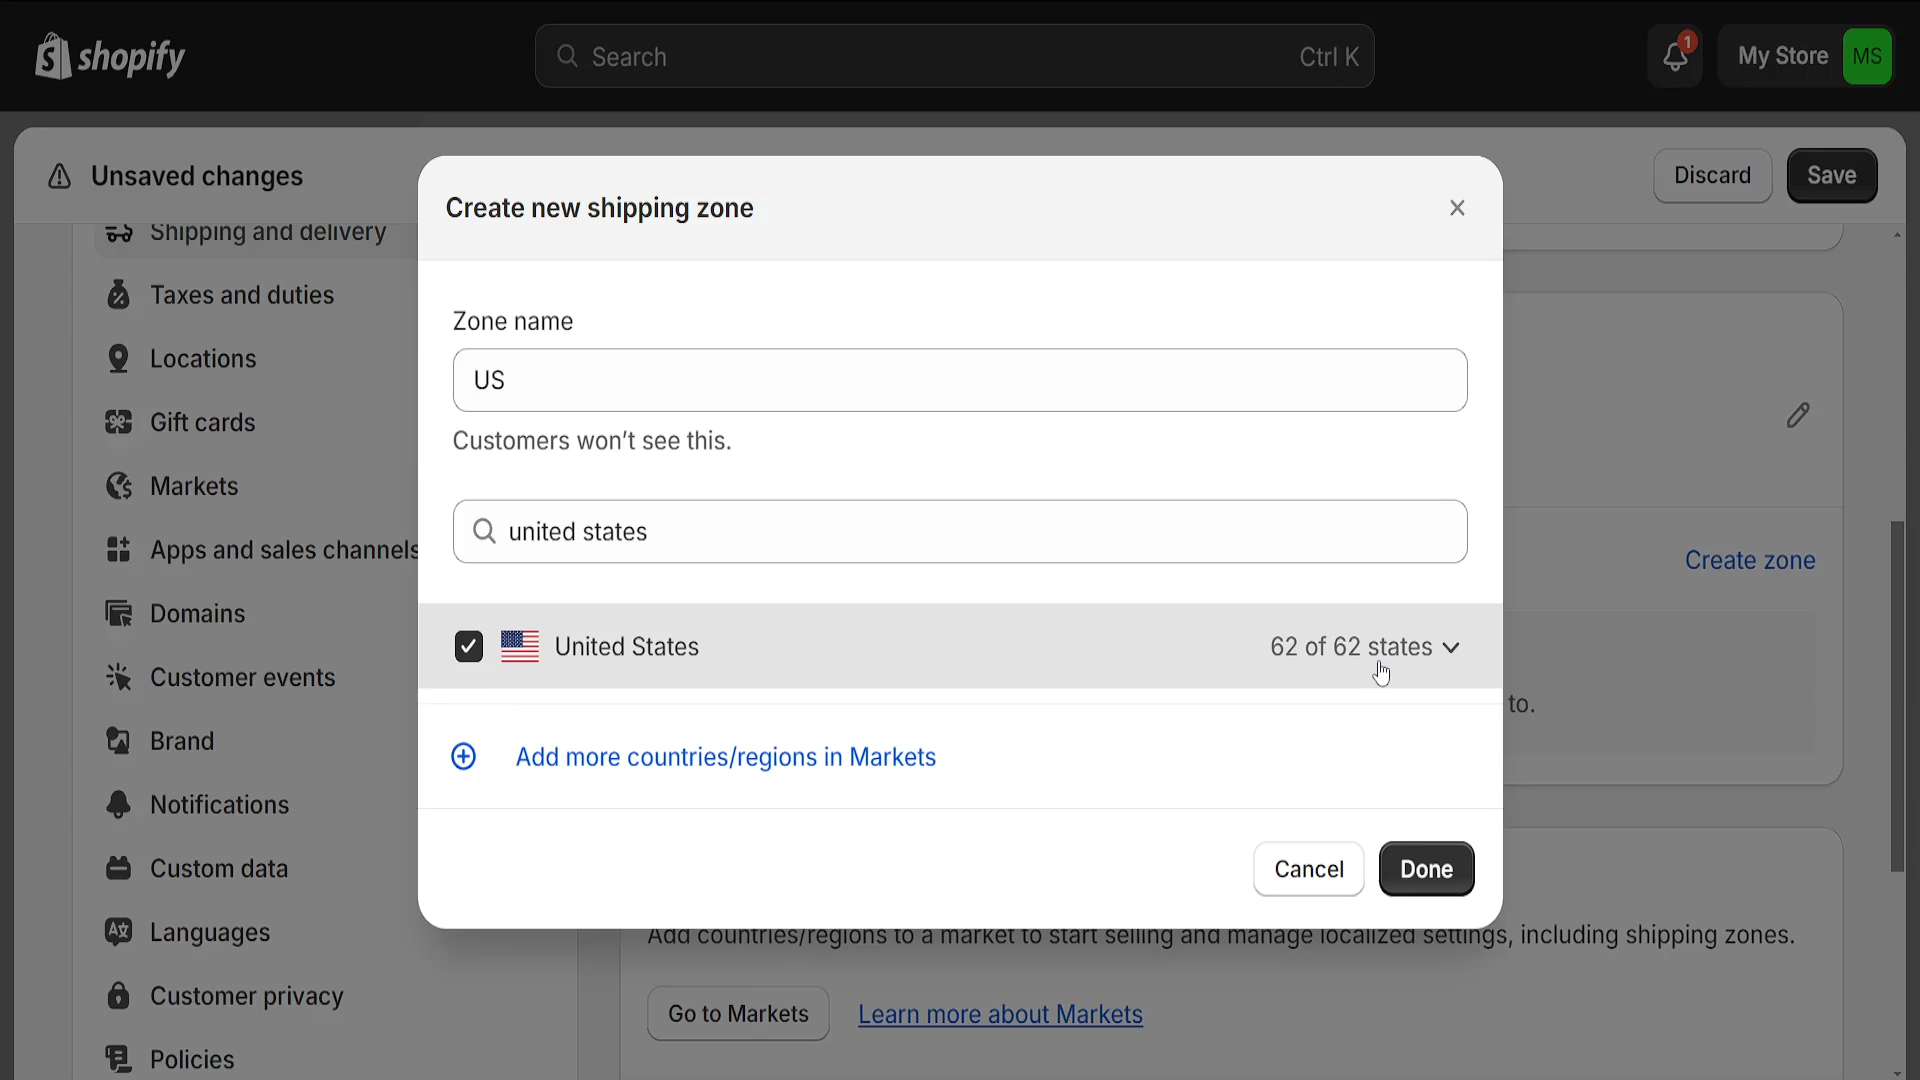 shopify
Search
Ctrl K
1
My Store
MS
Unsaved changes
Discard
Save
Shipping and delivery
Taxes and duties
Locations
Gift cards
Markets
Apps and sales channels
Domains
Customer events
Brand
Notifications
Custom data
Languages
Customer privacy
Policies
Create new shipping zone
Zone name
US
Customers won't see this.
united states
United States
62 of 62 states
Add more countries/regions in Markets
Cancel
Done
Create zone
to.
Add countries/regions to a market to start selling and manage localized settings, including shipping zones.
Go to Markets
Learn more about Markets